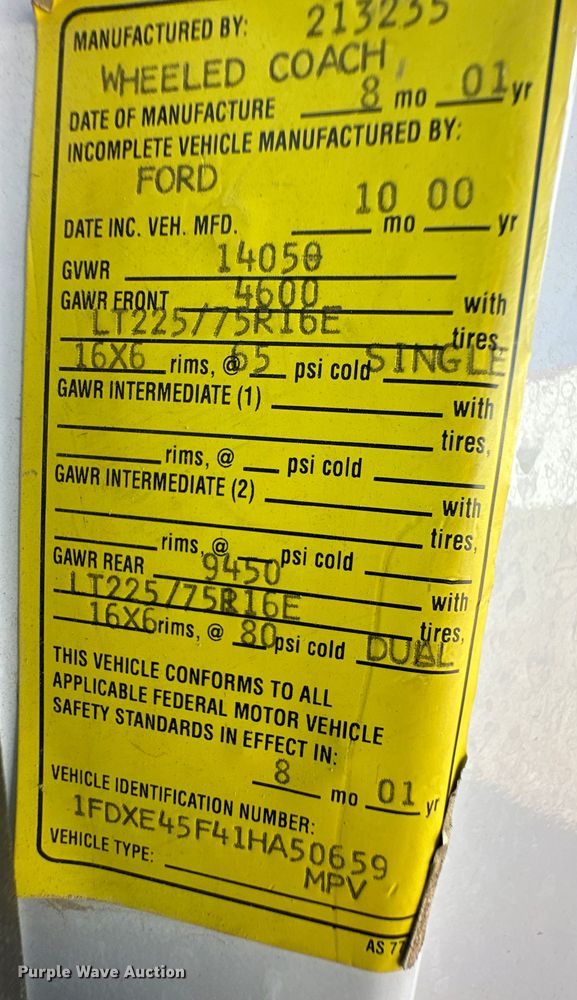 213235
MANUFACTURED BY:
WHEELED COACH,
DATE OF MANUFACTURE 8 mo 01 yr
INCOMPLETE VEHICLE MANUFACTURED BY:
FORD
10 00
DATE INC. VEH. MFD. mo yr
GVWR 14050
GAWR FRONT 4600 with
LT225/75R16E tires,
16X6 rims, @ 65 psi cold SINGLE
GAWR INTERMEDIATE (1) with
tires,
rims, @ psi cold
GAWR INTERMEDIATE (2) with
tires,
rims, @ psi cold
GAWR REAR 9450 with
LT225/75R16E tires,
16X6 rims, @ 80 psi cold DUAL
THIS VEHICLE CONFORMS TO ALL
APPLICABLE FEDERAL MOTOR VEHICLE
SAFETY STANDARDS IN EFFECT IN:
8 mo 01 yr
VEHICLE IDENTIFICATION NUMBER:
1FDXE45F41HA50659
VEHICLE TYPE: MPV
AS 77
Purple Wave Auction